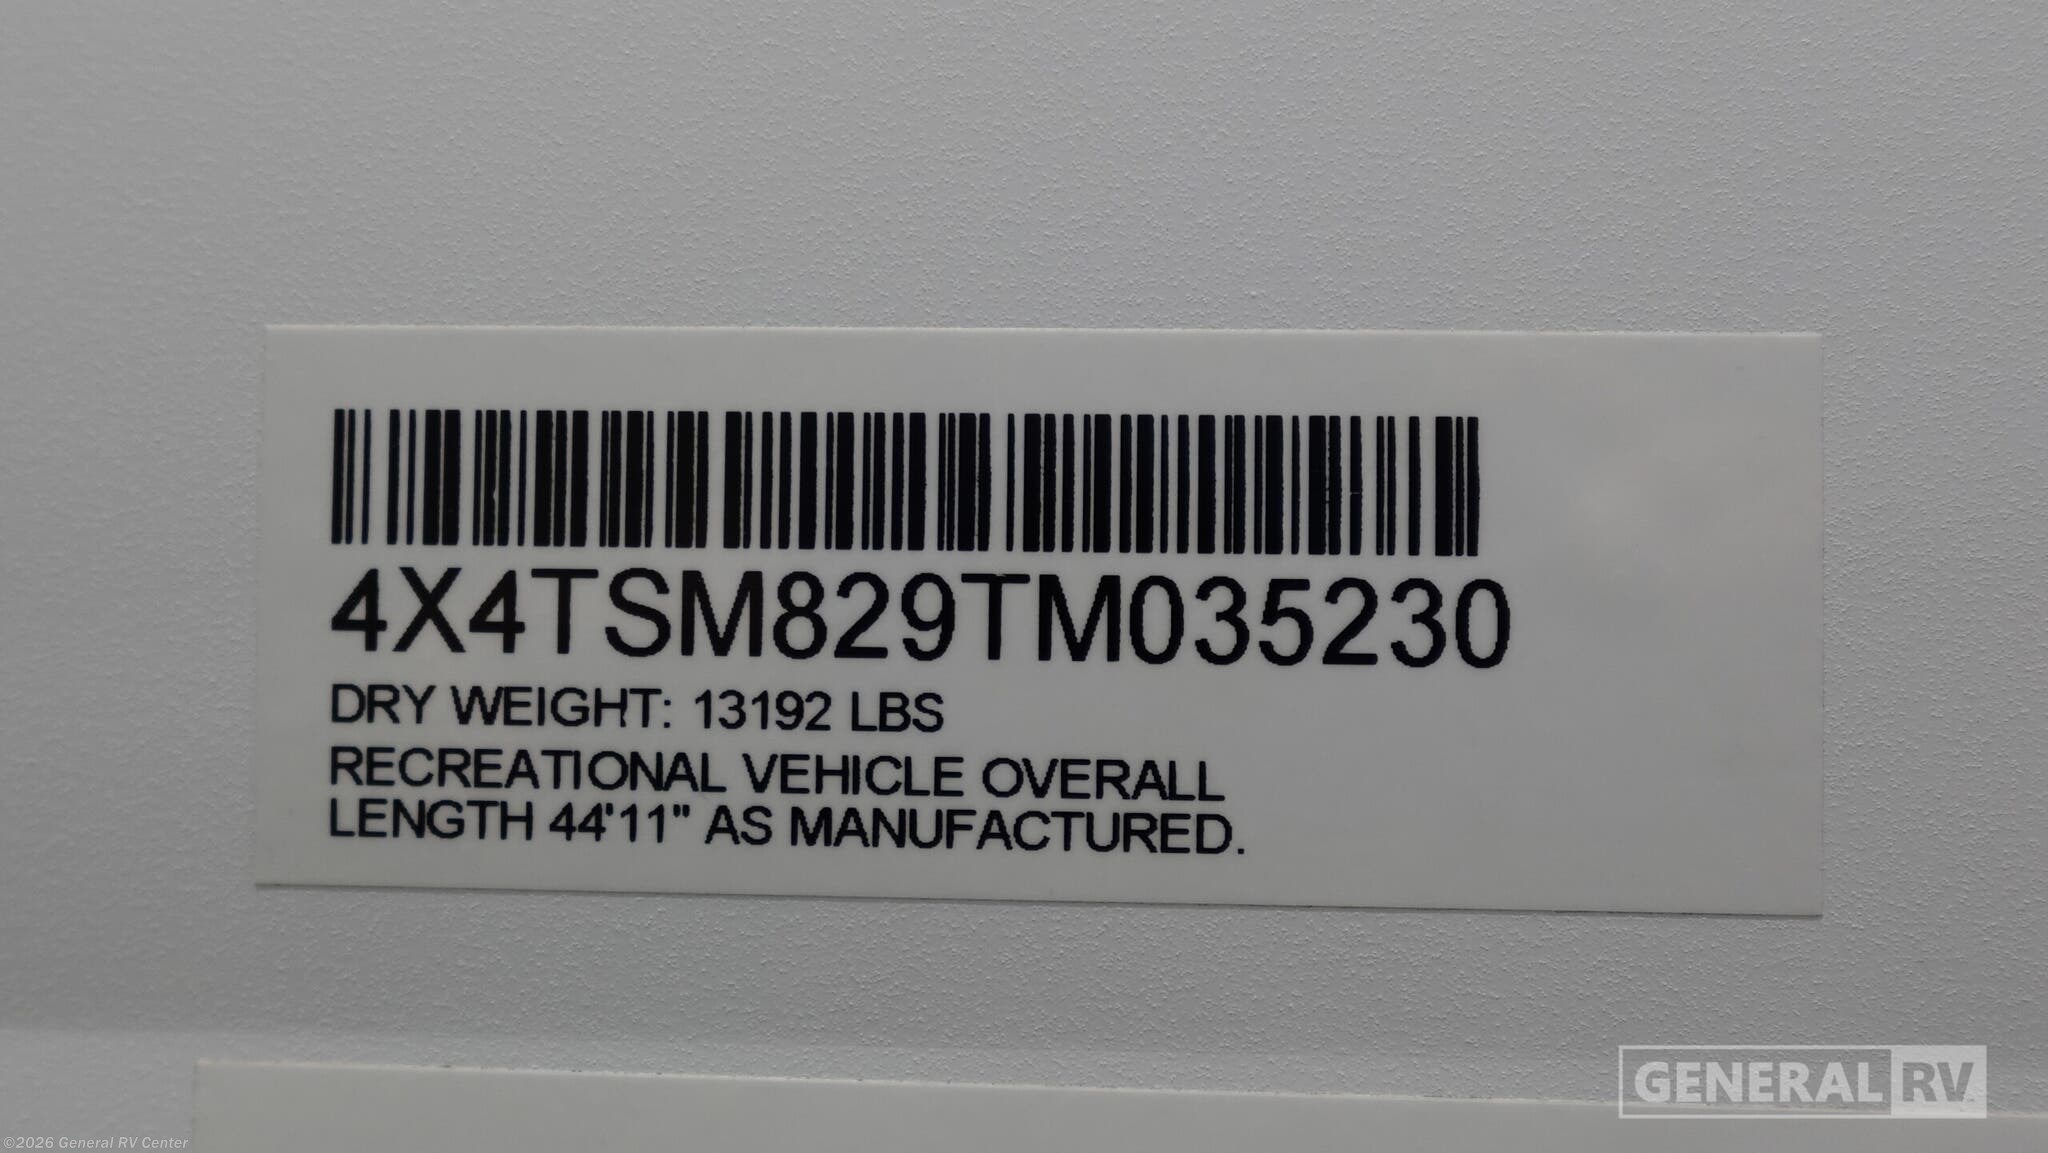 4X4TSM829TM035230
DRY WEIGHT: 13192 LBS
RECREATIONAL VEHICLE OVERALL
LENGTH 44'11" AS MANUFACTURED.
GENERAL RV
©2026 General RV Center